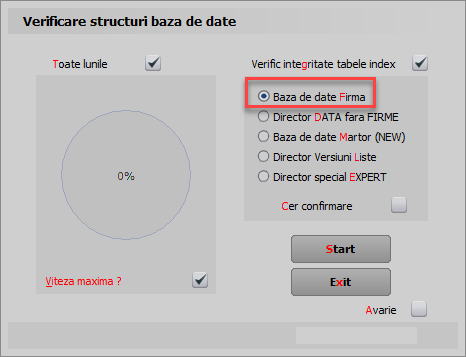 Verificare structuri baza de date
Toate lunile
Verific integritate tabele index
Baza de date Firma
Director DATA fara FIRME
Baza de date Martor (NEW)
Director Versiuni Liste
Director special EXPERT
0%
Cer confirmare
Start
Viteza maxima ?
Exit
Avarie